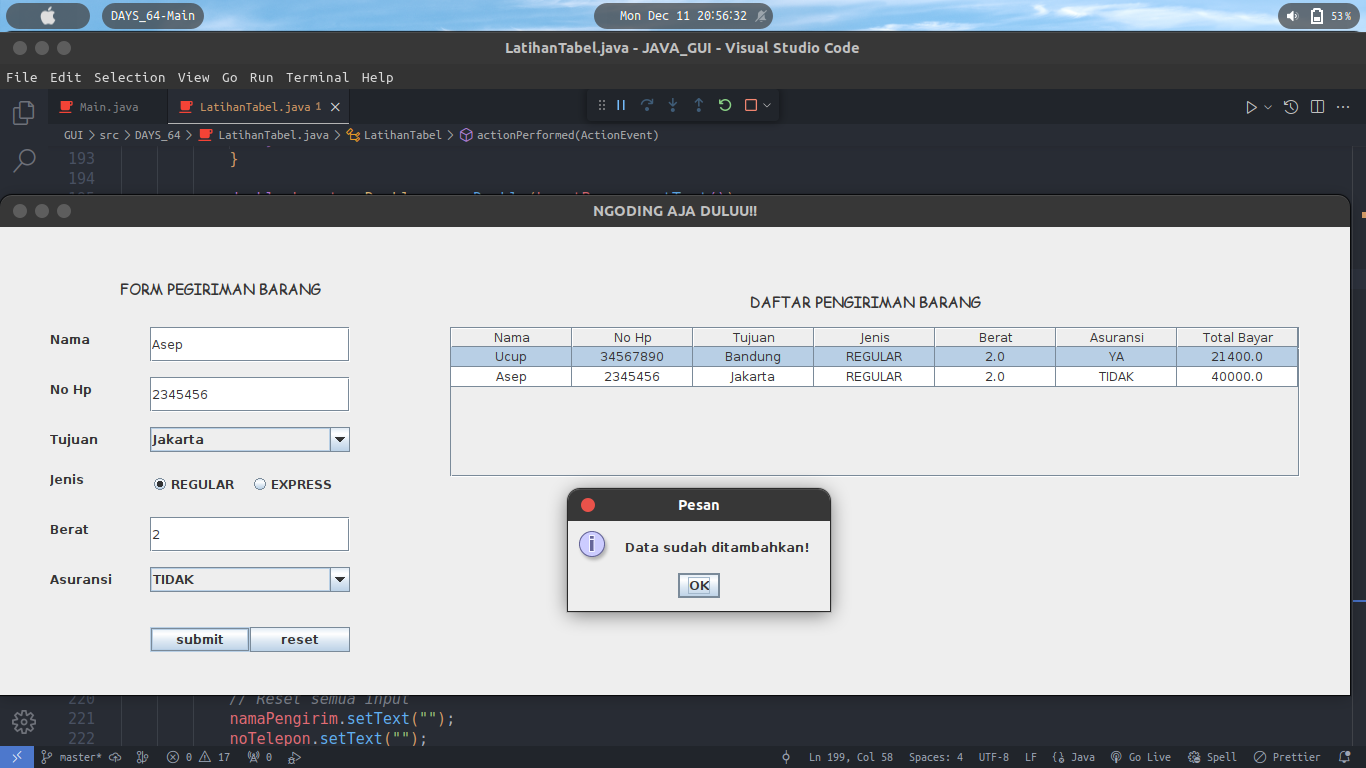 DAYS_64-Main
Mon Dec 11 20:56:32
53%
LatihanTabel.java - JAVA_GUI - Visual Studio Code
File Edit Selection View Go Run Terminal Help
Main.java
LatihanTabel.java 1
GUI > src > DAYS_64 > LatihanTabel.java > LatihanTabel > actionPerformed(ActionEvent)
193 }
194
NGODING AJA DULUU!!
FORM PEGIRIMAN BARANG
Nama Asep
No Hp 2345456
Tujuan Jakarta
Jenis REGULAR EXPRESS
Berat 2
Asuransi TIDAK
submit reset
DAFTAR PENGIRIMAN BARANG
Nama No Hp Tujuan Jenis Berat Asuransi Total Bayar
Ucup 34567890 Bandung REGULAR 2.0 YA 21400.0
Asep 2345456 Jakarta REGULAR 2.0 TIDAK 40000.0
Pesan
Data sudah ditambahkan!
OK
220 // Reset semua input
221 namaPengirim.setText("");
222 noTelepon.setText("");
master* 0 17 0 Ln 199, Col 58 Spaces: 4 UTF-8 LF {} Java Go Live Spell Prettier